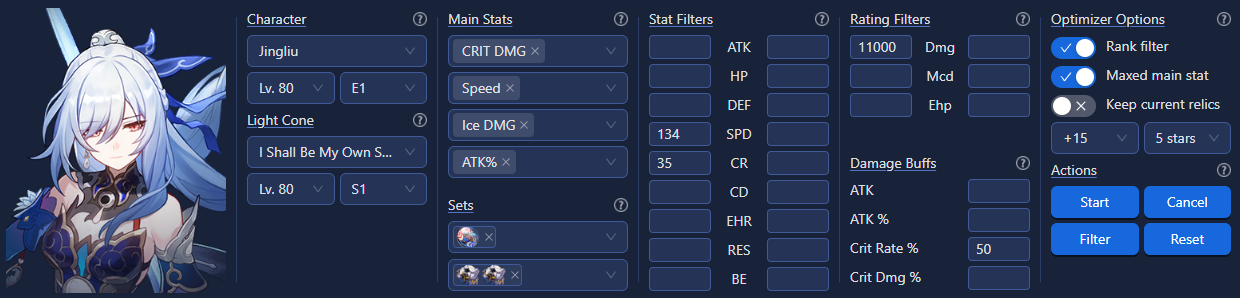 Character
Jingliu
Lv. 80
E1
Light Cone
I Shall Be My Own S...
Lv. 80
S1
Main Stats
CRIT DMG
Speed
Ice DMG
ATK%
Sets
Stat Filters
ATK
HP
DEF
134 SPD
35 CR
CD
EHR
RES
BE
Rating Filters
11000 Dmg
Mcd
Ehp
Damage Buffs
ATK
ATK %
Crit Rate % 50
Crit Dmg %
Optimizer Options
Rank filter
Maxed main stat
Keep current relics
+15
5 stars
Actions
Start
Cancel
Filter
Reset